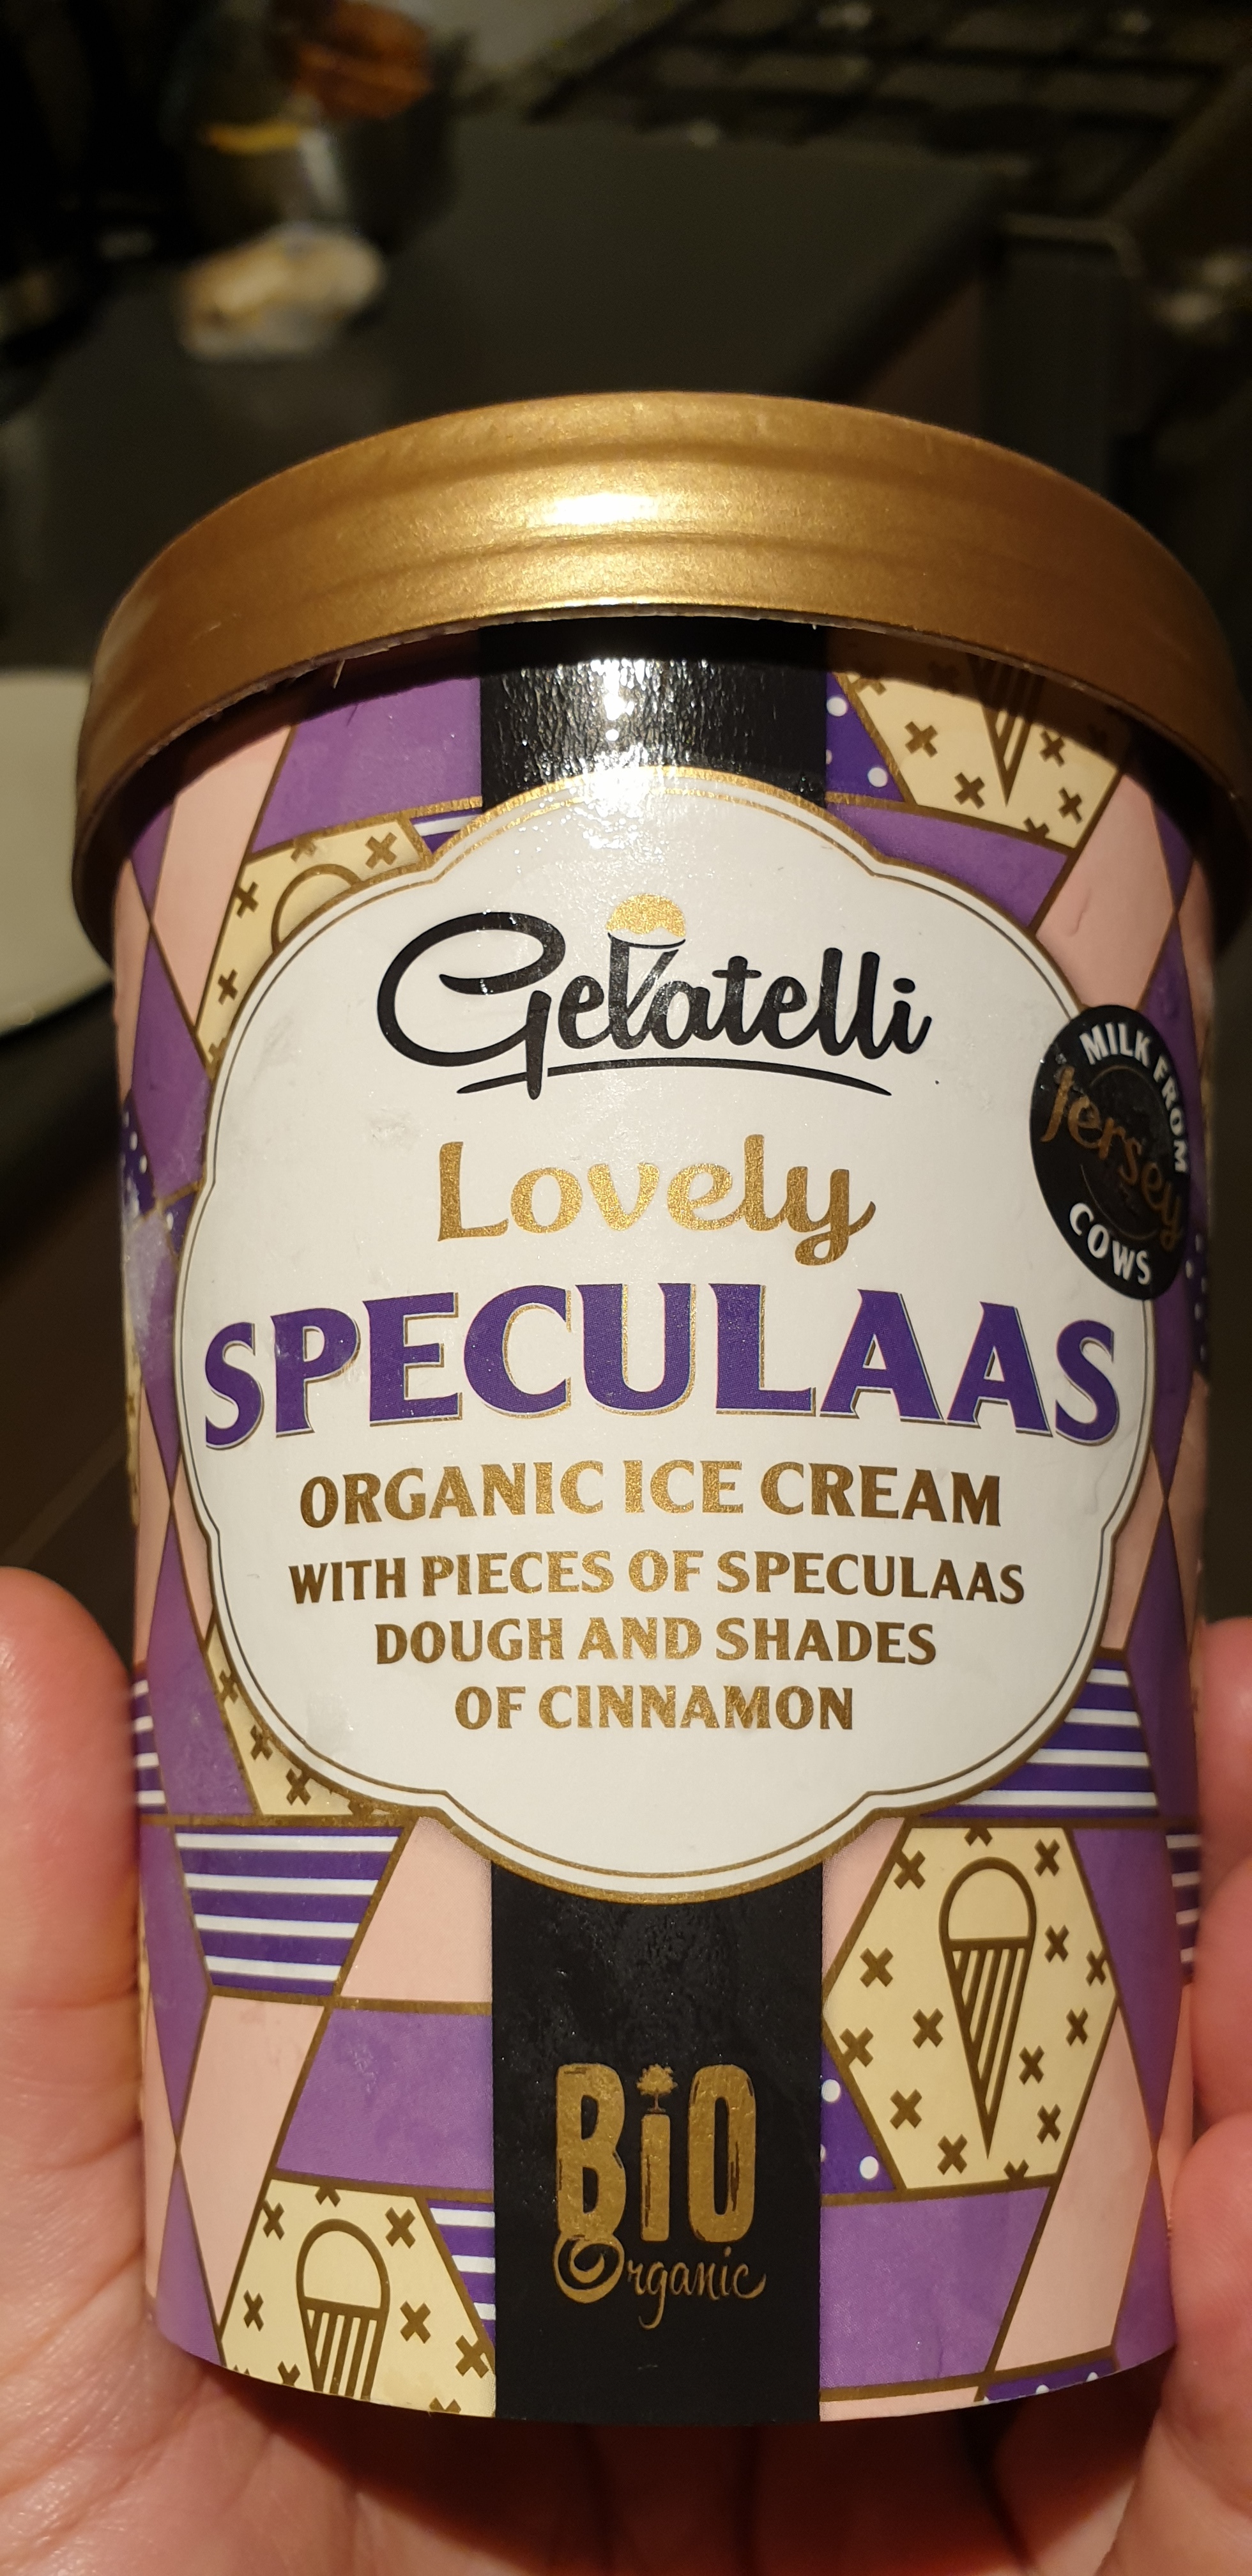 Gelatelli
MILK FROM
Jersey
COWS
Lovely
SPECULAAS
ORGANIC ICE CREAM
WITH PIECES OF SPECULAAS
DOUGH AND SHADES
OF CINNAMON
BiO
Organic